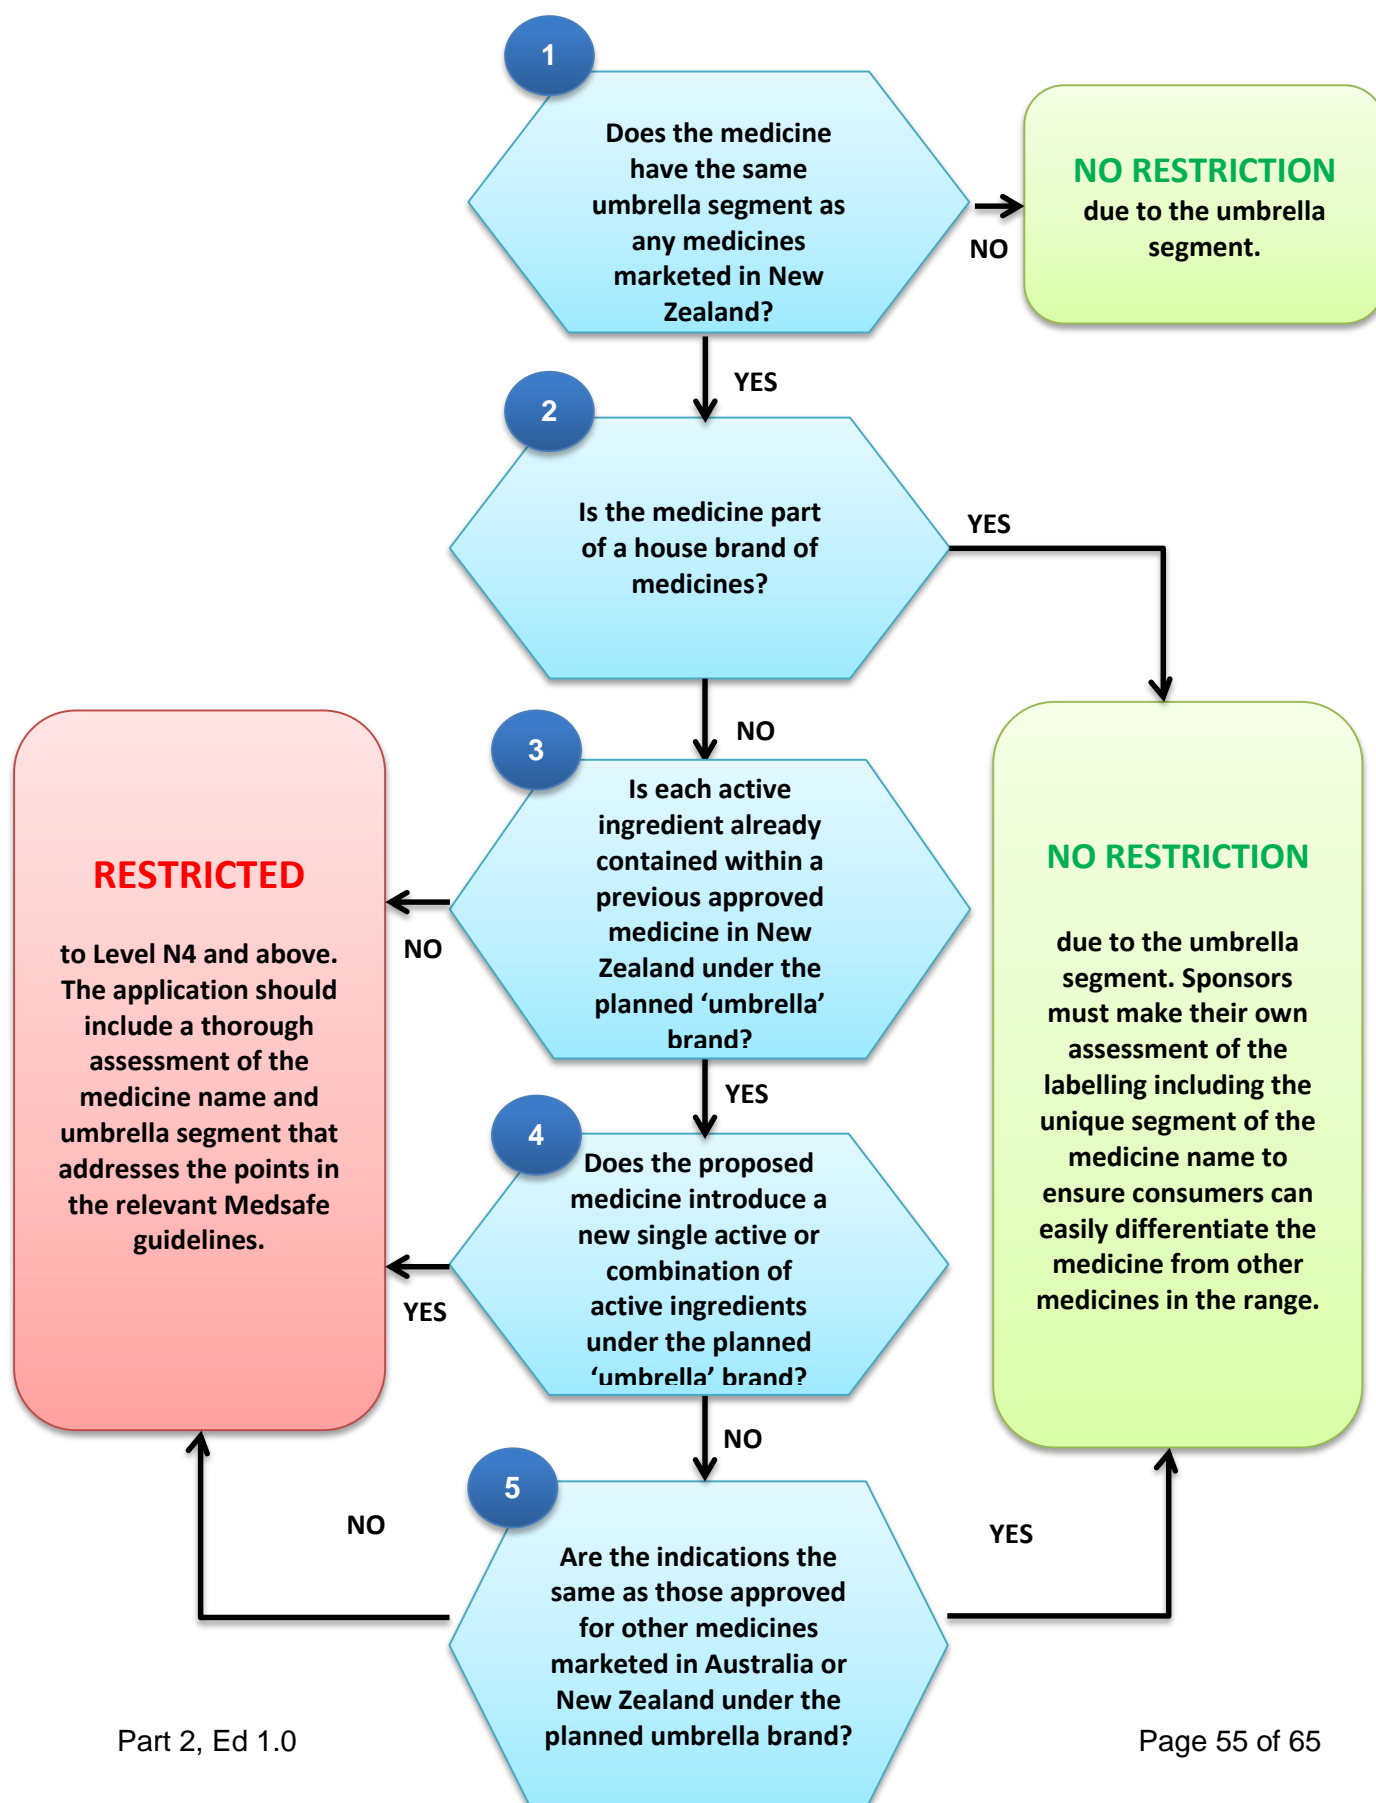 1
Does the medicine
have the same
umbrella segment as
any medicines
marketed in New
Zealand?
NO
NO RESTRICTION
due to the umbrella
segment.
YES
2
Is the medicine part
of a house brand of
medicines?
YES
NO
3
Is each active
ingredient already
contained within a
previous approved
medicine in New
Zealand under the
planned ‘umbrella’
brand?
NO
RESTRICTED
to Level N4 and above.
The application should
include a thorough
assessment of the
medicine name and
umbrella segment that
addresses the points in
the relevant Medsafe
guidelines.
NO RESTRICTION
due to the umbrella
segment. Sponsors
must make their own
assessment of the
labelling including the
unique segment of the
medicine name to
ensure consumers can
easily differentiate the
medicine from other
medicines in the range.
YES
4
Does the proposed
medicine introduce a
new single active or
combination of
active ingredients
under the planned
‘umbrella’ brand?
YES
NO
5
Are the indications the
same as those approved
for other medicines
marketed in Australia or
New Zealand under the
planned umbrella brand?
NO
YES
Part 2, Ed 1.0
Page 55 of 65